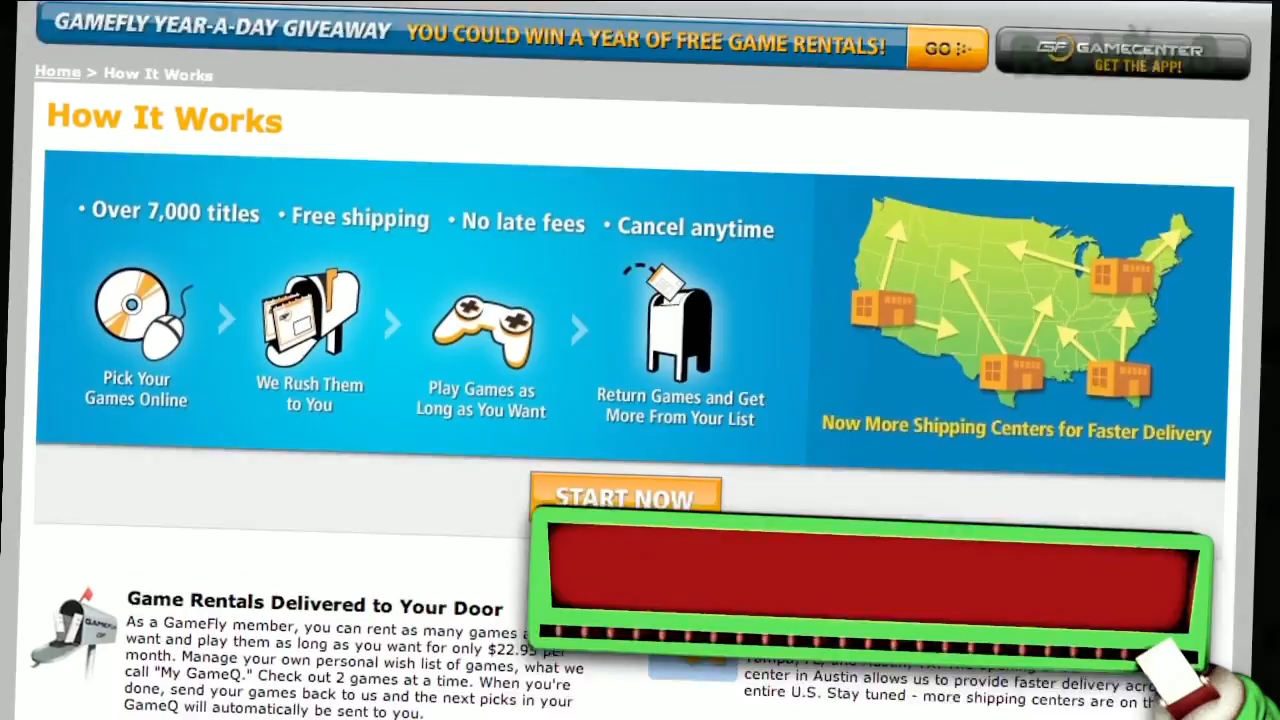 GAMEFLY YEAR-A-DAY GIVEAWAY YOU COULD WIN A YEAR OF FREE GAME RENTALS! GO
GF GAMECENTER
GET THE APP!
Home > How It Works
How It Works
• Over 7,000 titles • Free shipping • No late fees • Cancel anytime
Pick Your
Games Online
We Rush Them
to You
Play Games as
Long as You Want
Return Games and Get
More From Your List
Now More Shipping Centers for Faster Delivery
START NOW
Game Rentals Delivered to Your Door
As a GameFly member, you can rent as many games
want and play them as long as you want for only $22.95 per
month. Manage your own personal wish list of games, what we
call "My GameQ." Check out 2 games at a time. When you're
done, send your games back to us and the next picks in your
GameQ will automatically be sent to you.
center in Austin allows us to provide faster delivery
entire U.S. Stay tuned - more shipping centers are on